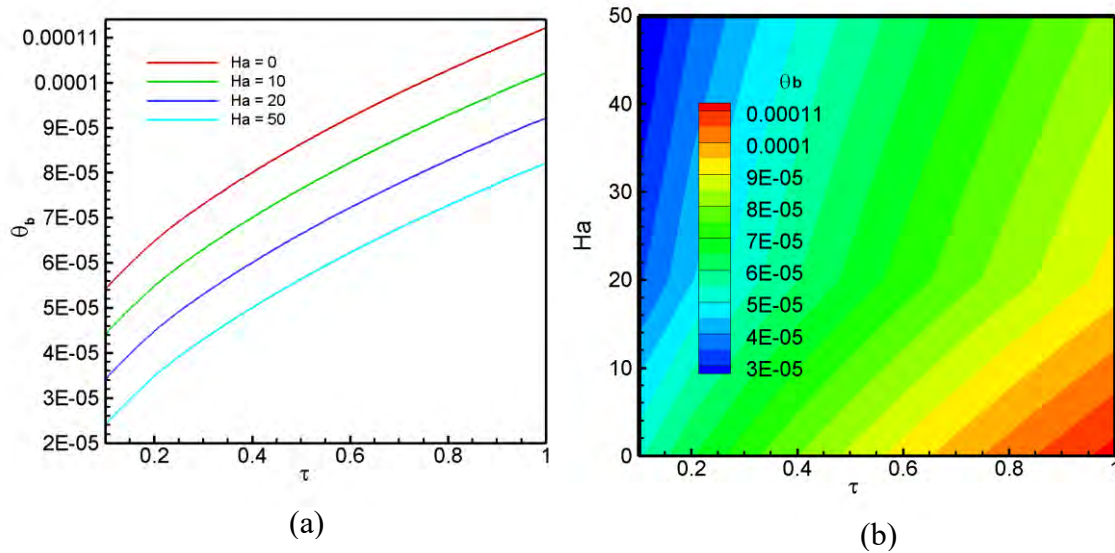 0.00011
0.0001
9E-05
8E-05
7E-05
6E-05
5E-05
4E-05
3E-05
2E-05
θb
Ha = 0
Ha = 10
Ha = 20
Ha = 50
0.2
0.4
0.6
0.8
1
τ
(a)
50
40
30
20
10
0
Ha
θb
0.00011
0.0001
9E-05
8E-05
7E-05
6E-05
5E-05
4E-05
3E-05
0.2
0.4
0.6
0.8
1
τ
(b)